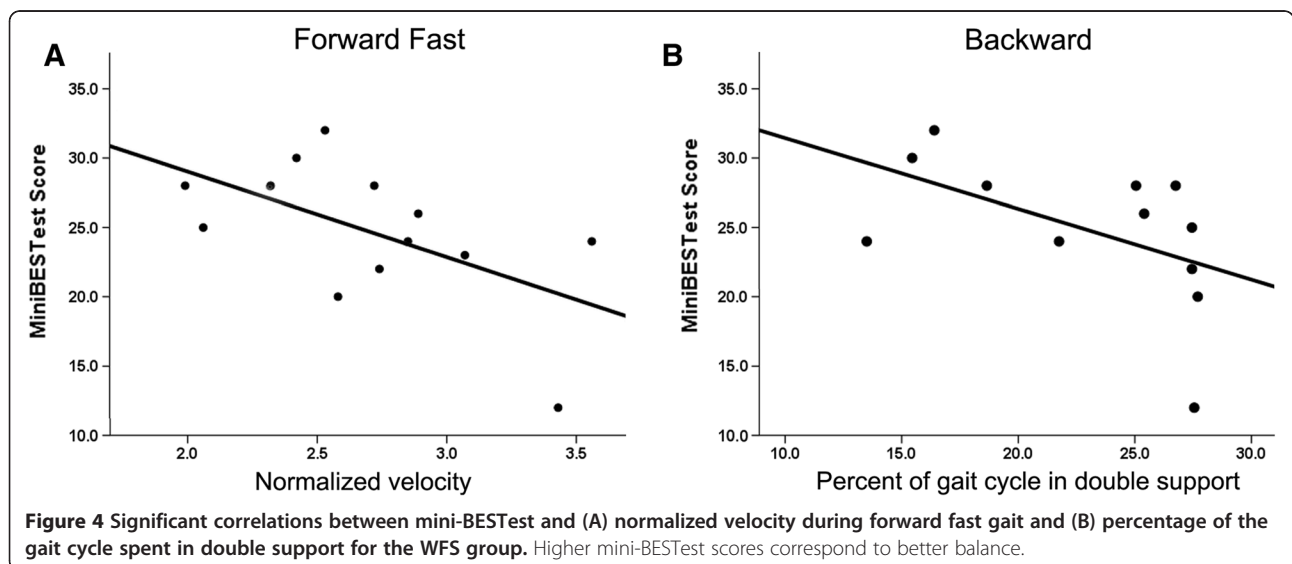 A
Forward Fast
MiniBESTest Score
35.0
30.0
25.0
20.0
15.0
10.0
2.0 2.5 3.0 3.5
Normalized velocity
B
Backward
MiniBESTest Score
35.0
30.0
25.0
20.0
15.0
10.0
10.0 15.0 20.0 25.0 30.0
Percent of gait cycle in double support
Figure 4 Significant correlations between mini-BESTest and (A) normalized velocity during forward fast gait and (B) percentage of the
gait cycle spent in double support for the WFS group. Higher mini-BESTest scores correspond to better balance.